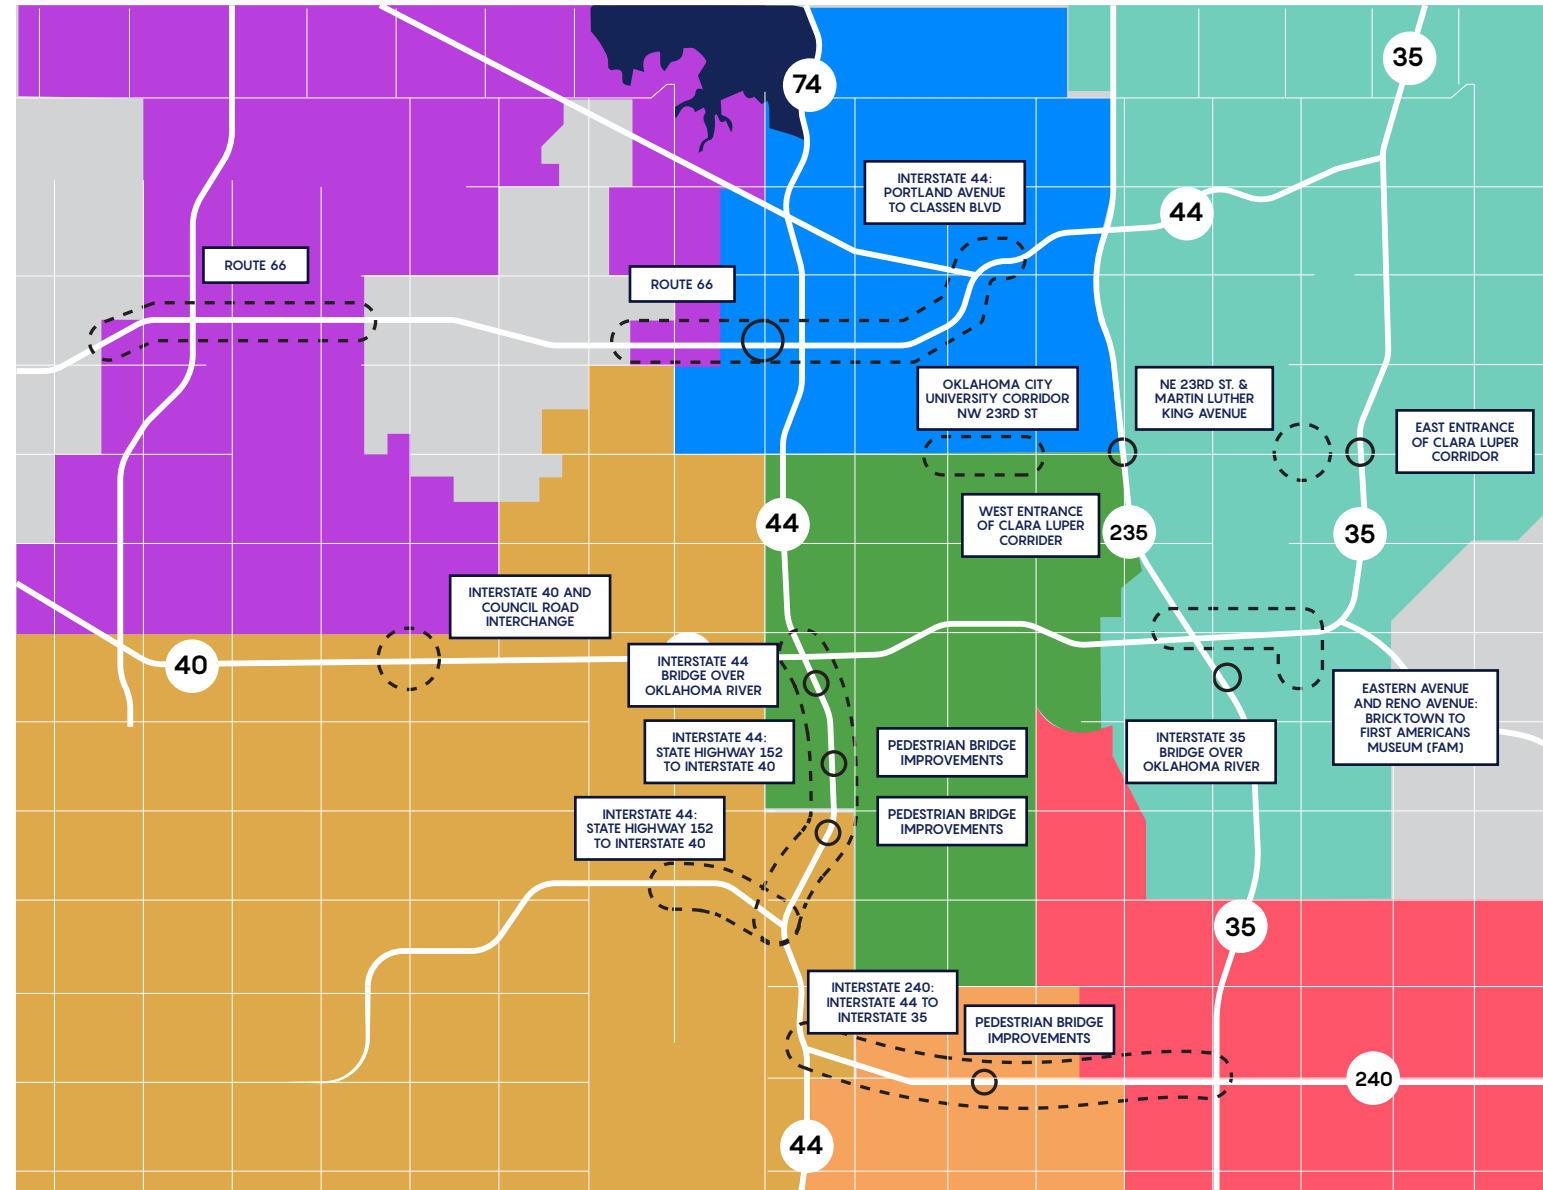 74
35
INTERSTATE 44:
PORTLAND AVENUE
TO CLASSEN BLVD
44
ROUTE 66
ROUTE 66
OKLAHOMA CITY
UNIVERSITY CORRIDOR
NW 23RD ST
NE 23RD ST. &
MARTIN LUTHER
KING AVENUE
EAST ENTRANCE
OF CLARA LUPER
CORRIDOR
44
WEST ENTRANCE
OF CLARA LUPER
CORRIDER
235
35
INTERSTATE 40 AND
COUNCIL ROAD
INTERCHANGE
40
INTERSTATE 44
BRIDGE OVER
OKLAHOMA RIVER
EASTERN AVENUE
AND RENO AVENUE:
BRICKTOWN TO
FIRST AMERICANS
MUSEUM (FAM)
INTERSTATE 44:
STATE HIGHWAY 152
TO INTERSTATE 40
PEDESTRIAN BRIDGE
IMPROVEMENTS
INTERSTATE 35
BRIDGE OVER
OKLAHOMA RIVER
INTERSTATE 44:
STATE HIGHWAY 152
TO INTERSTATE 40
PEDESTRIAN BRIDGE
IMPROVEMENTS
35
INTERSTATE 240:
INTERSTATE 44 TO
INTERSTATE 35
PEDESTRIAN BRIDGE
IMPROVEMENTS
240
44